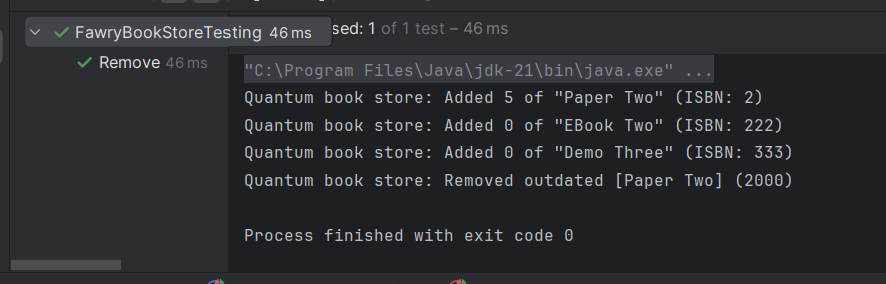 FawryBookStoreTesting 46 ms
sed: 1 of 1 test – 46 ms
Remove 46 ms
"C:\Program Files\Java\jdk-21\bin\java.exe" ...
Quantum book store: Added 5 of "Paper Two" (ISBN: 2)
Quantum book store: Added 0 of "EBook Two" (ISBN: 222)
Quantum book store: Added 0 of "Demo Three" (ISBN: 333)
Quantum book store: Removed outdated [Paper Two] (2000)
Process finished with exit code 0